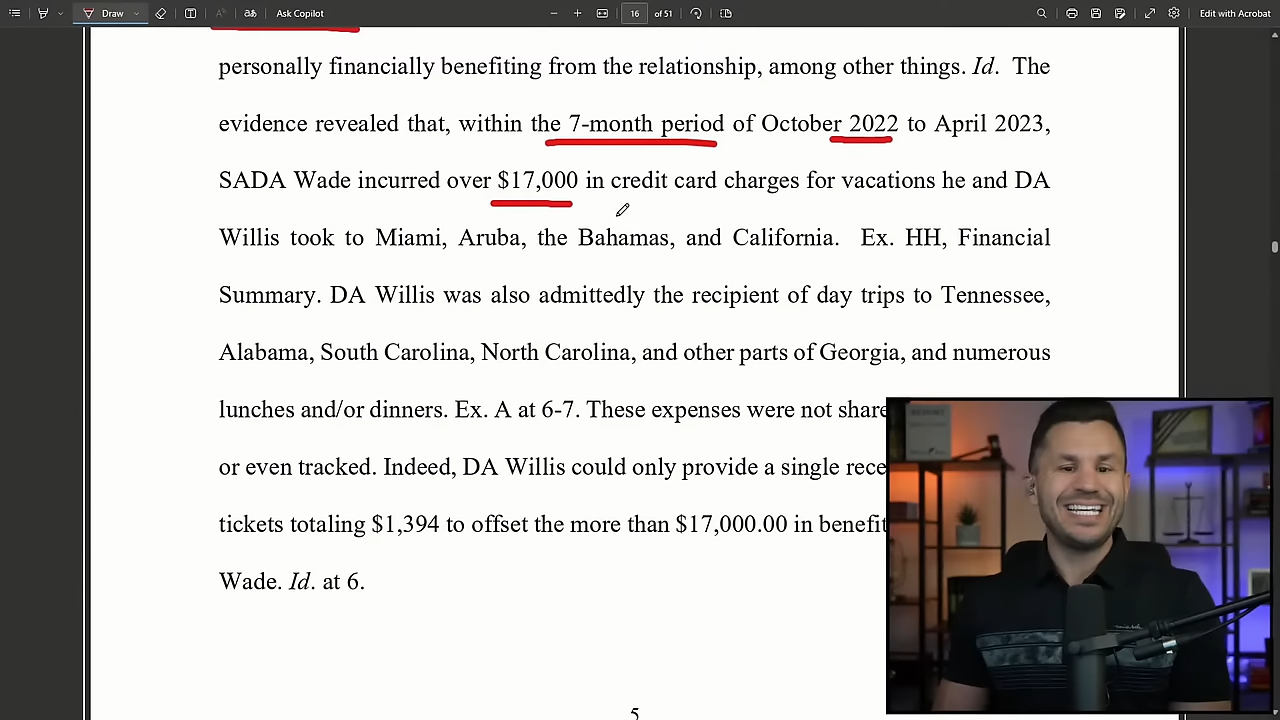 Draw
Ask Copilot
16 of 51
Edit with Acrobat
personally financially benefiting from the relationship, among other things. Id. The
evidence revealed that, within the 7-month period of October 2022 to April 2023,
SADA Wade incurred over $17,000 in credit card charges for vacations he and DA
Willis took to Miami, Aruba, the Bahamas, and California. Ex. HH, Financial
Summary. DA Willis was also admittedly the recipient of day trips to Tennessee,
Alabama, South Carolina, North Carolina, and other parts of Georgia, and numerous
lunches and/or dinners. Ex. A at 6-7. These expenses were not share
or even tracked. Indeed, DA Willis could only provide a single rece
tickets totaling $1,394 to offset the more than $17,000.00 in benefit
Wade. Id. at 6.
5